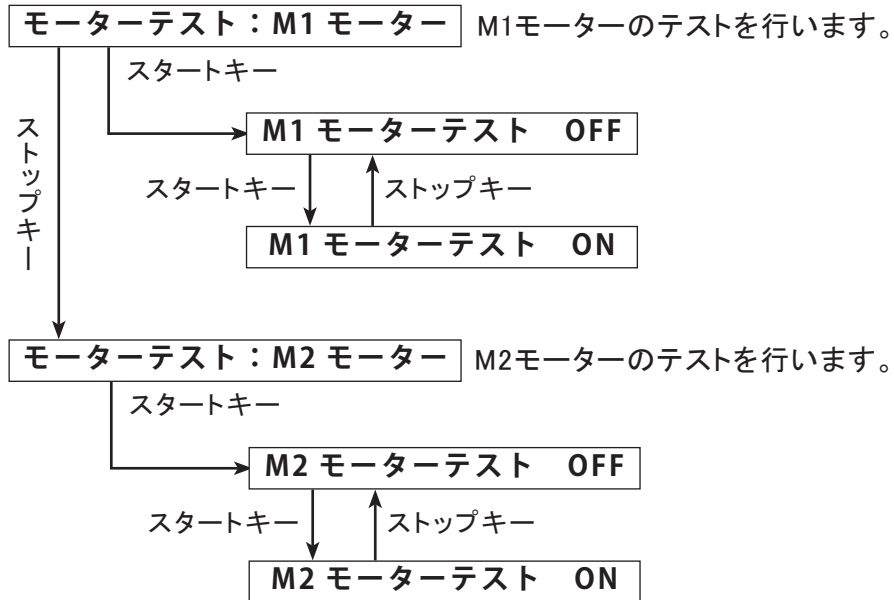 モーターテスト：M1 モーター　M1モーターのテストを行います。
スタートキー
ストップキー
M1 モーターテスト　OFF
スタートキー　ストップキー
M1 モーターテスト　ON
モーターテスト：M2 モーター　M2モーターのテストを行います。
スタートキー
M2 モーターテスト　OFF
スタートキー　ストップキー
M2 モーターテスト　ON